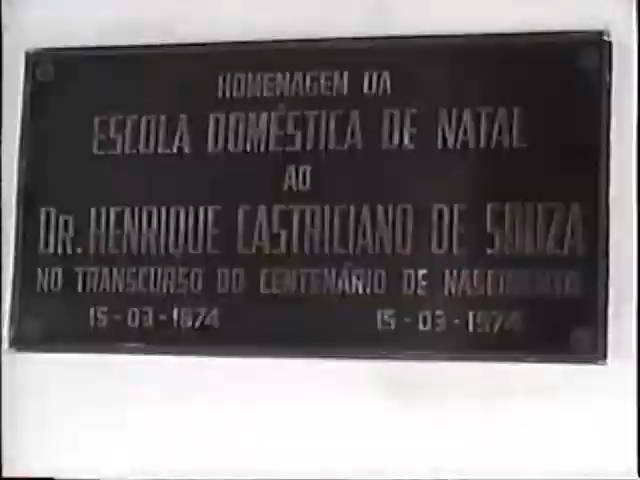 HOMENAGEM DA
ESCOLA DOMÉSTICA DE NATAL
AO
DR. HENRIQUE CASTRICIANO DE SOUZA
NO TRANSCURSO DO CENTENÁRIO DE NASCIMENTO
15-03-1874 15-03-1974